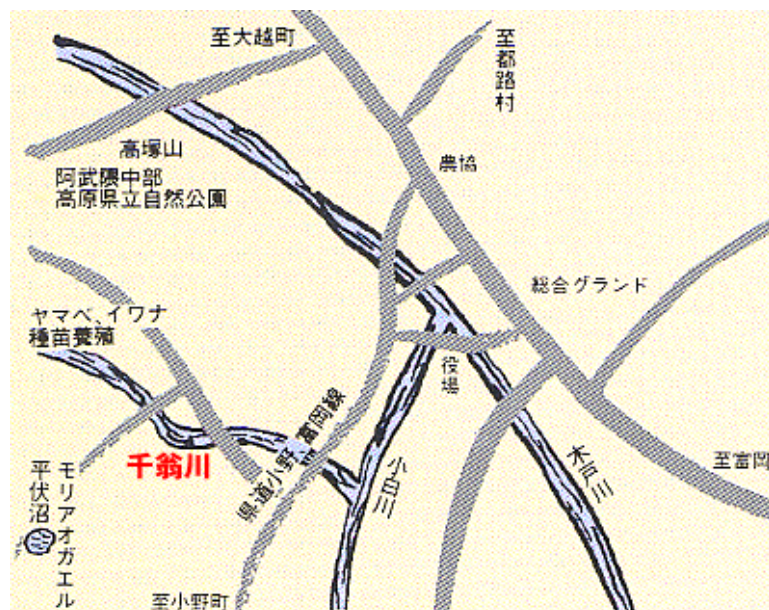 至大越町
至都路村
高塚山
阿武隈中部
高原県立自然公園
農協
総合グランド
ヤマベ、イワナ
種苗養殖
役場
県道小野富岡線
千翁川
小白川
木戸川
至富岡
モリアオガエル
平伏沼
至小野町